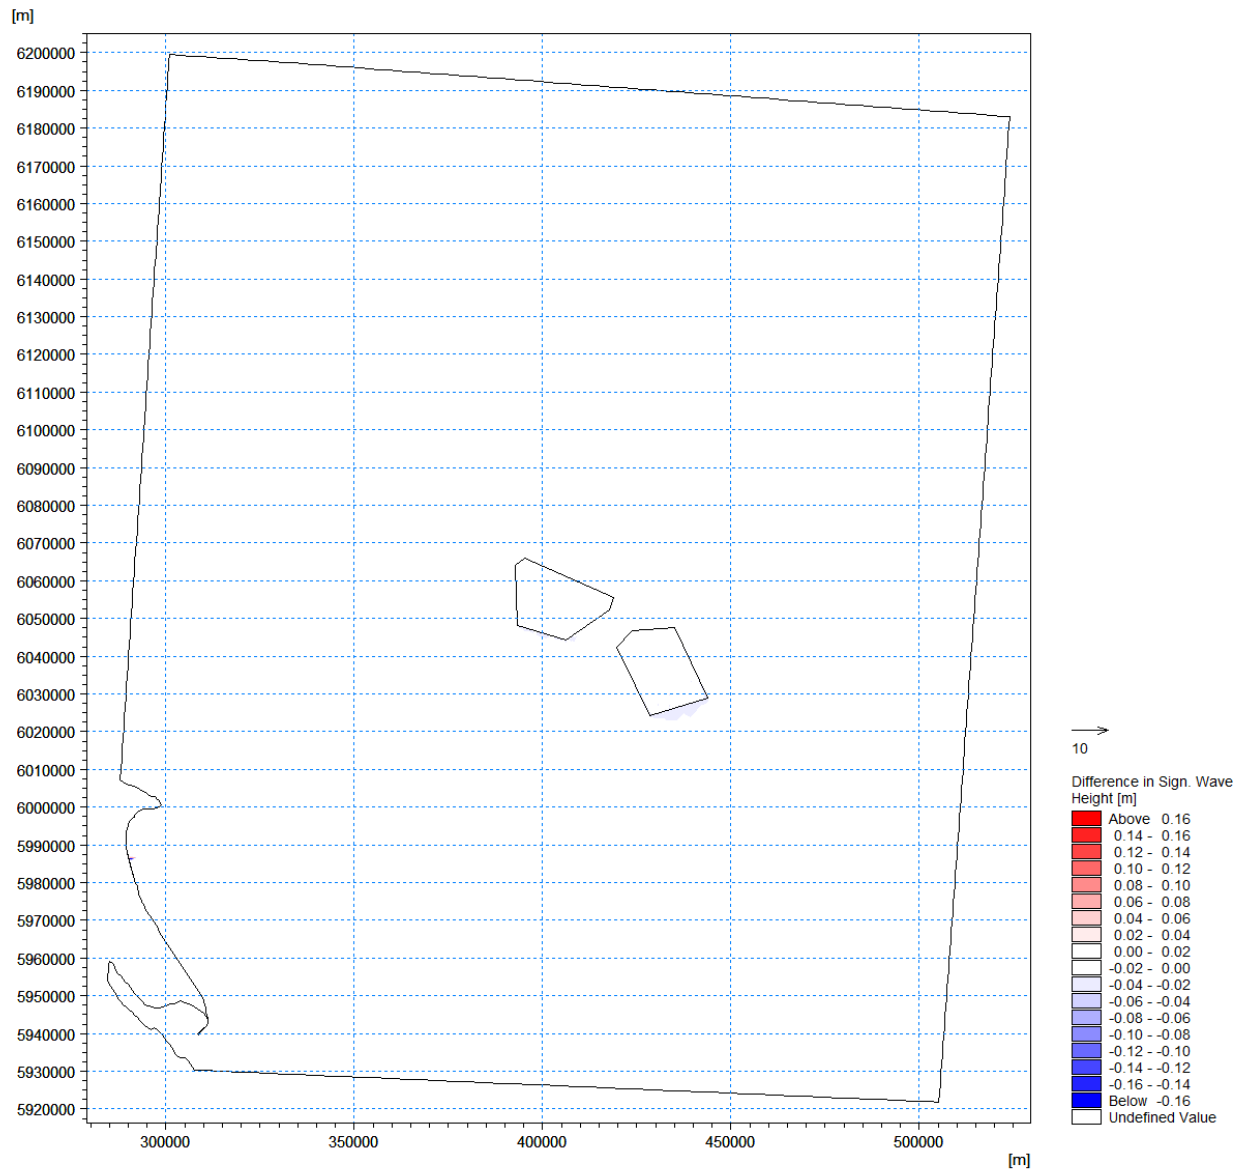 [m]
6200000
6190000
6180000
6170000
6160000
6150000
6140000
6130000
6120000
6110000
6100000
6090000
6080000
6070000
6060000
6050000
6040000
6030000
6020000
6010000
6000000
5990000
5980000
5970000
5960000
5950000
5940000
5930000
5920000
300000 350000 400000 450000 500000
[m]
10
Difference in Sign. Wave
Height [m]
Above 0.16
0.14 - 0.16
0.12 - 0.14
0.10 - 0.12
0.08 - 0.10
0.06 - 0.08
0.04 - 0.06
0.02 - 0.04
0.00 - 0.02
-0.02 - 0.00
-0.04 - -0.02
-0.06 - -0.04
-0.08 - -0.06
-0.10 - -0.08
-0.12 - -0.10
-0.14 - -0.12
-0.16 - -0.14
Below -0.16
Undefined Value